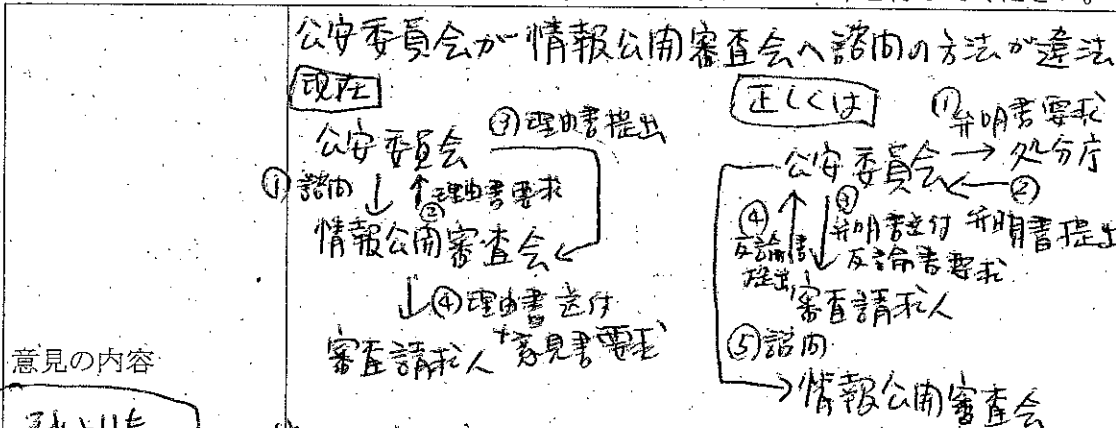 公安委員会が情報公開審査会へ諮問の方法が違法
現在
公安委員会
③理由書提出
①諮問
②理由書要求
情報公開審査会
④理由書送付
+意見書要求
審査請求人
正しくは
①弁明書要求
公安委員会
処分庁
②
弁明書提出
③
弁明書送付
反論書要求
④
反論書
提出
審査請求人
⑤諮問
情報公開審査会
意見の内容